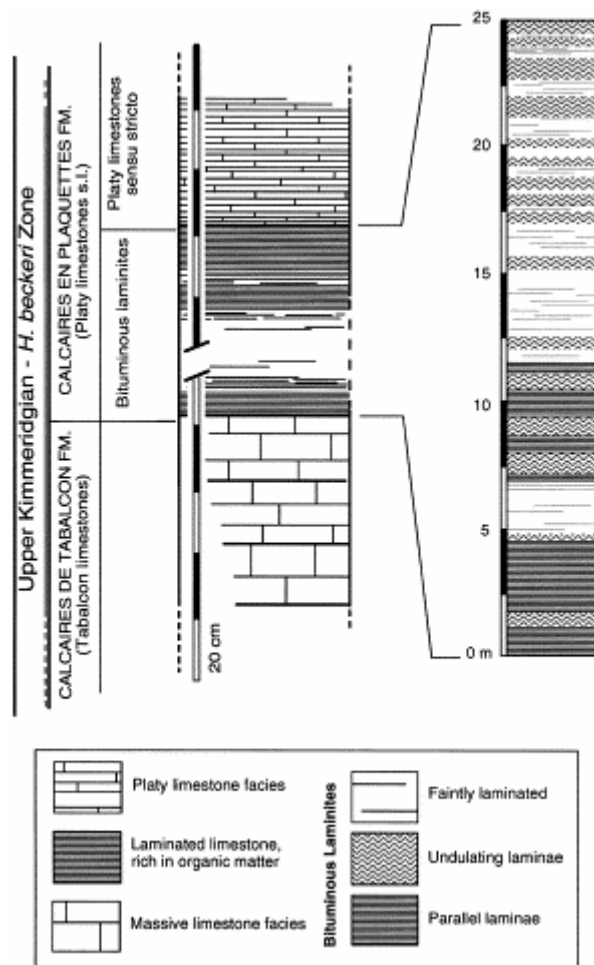 Upper Kimmeridgian - H. beckeri Zone
CALCAIRES EN PLAQUETTES FM.
(Platy limestones s.l.)
CALCAIRES DE TABALCON FM.
(Tabalcon limestones)
Platy limestones
sensu stricto
Bituminous laminites
20 cm
25
20
15
10
5
0 m
Platy limestone facies
Laminated limestone,
rich in organic matter
Massive limestone facies
Bituminous Laminites
Faintly laminated
Undulating laminae
Parallel laminae